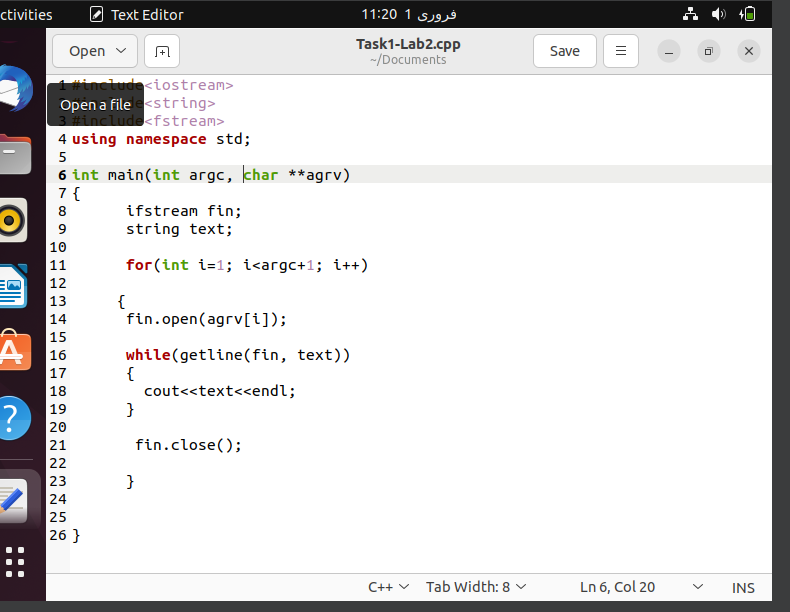 ctivities Text Editor 11:20 1 فروری
Open Task1-Lab2.cpp Save
~/Documents
1 #include<iostream>
Open a file
2 #include<string>
3 #include<fstream>
4 using namespace std;
5
6 int main(int argc, char **agrv)
7 {
8 ifstream fin;
9 string text;
10
11 for(int i=1; i<argc+1; i++)
12
13 {
14 fin.open(agrv[i]);
15
16 while(getline(fin, text))
17 {
18 cout<<text<<endl;
19 }
20
21 fin.close();
22
23 }
24
25
26 }
C++ Tab Width: 8 Ln 6, Col 20 INS